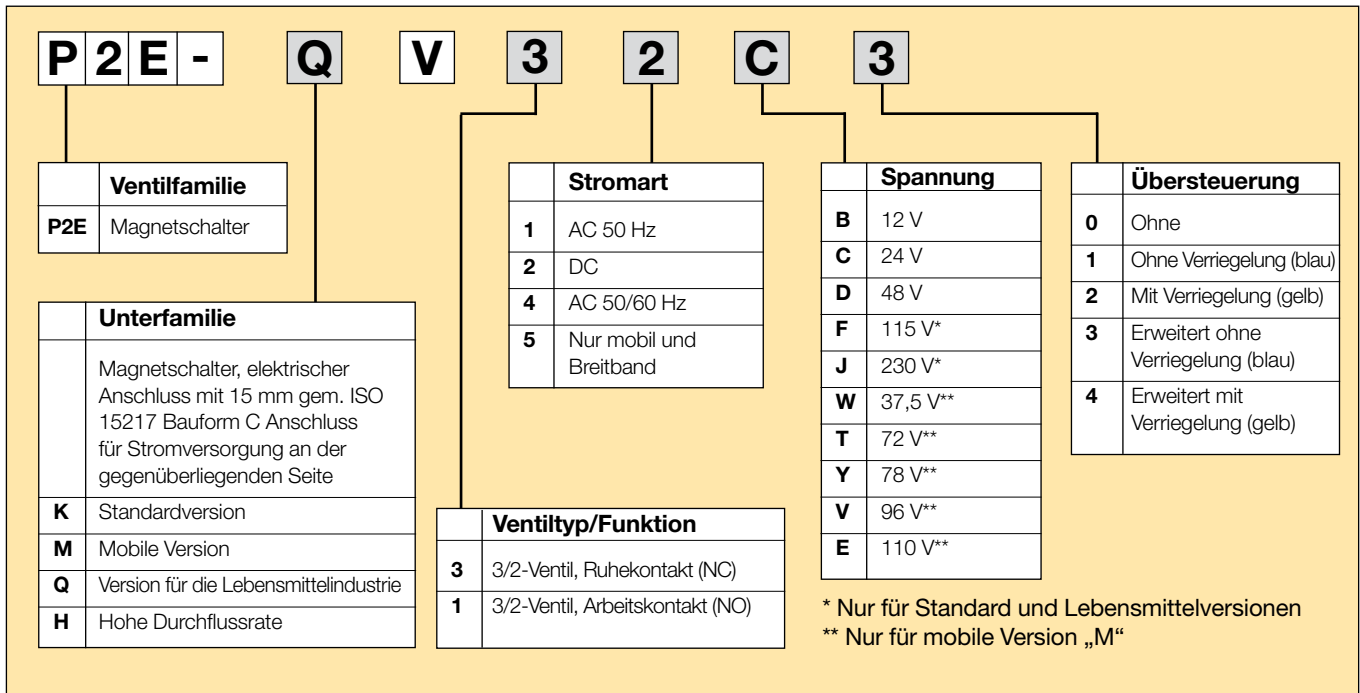 P2E- Q V 3 2 C 3
Ventilfamilie
P2E Magnetschalter
Unterfamilie
Magnetschalter, elektrischer
Anschluss mit 15 mm gem. ISO
15217 Bauform C Anschluss
für Stromversorgung an der
gegenüberliegenden Seite
K Standardversion
M Mobile Version
Q Version für die Lebensmittelindustrie
H Hohe Durchflussrate
Ventiltyp/Funktion
3 3/2-Ventil, Ruhekontakt (NC)
1 3/2-Ventil, Arbeitskontakt (NO)
Stromart
1 AC 50 Hz
2 DC
4 AC 50/60 Hz
5 Nur mobil und
Breitband
Spannung
B 12 V
C 24 V
D 48 V
F 115 V*
J 230 V*
W 37,5 V**
T 72 V**
Y 78 V**
V 96 V**
E 110 V**
* Nur für Standard und Lebensmittelversionen
** Nur für mobile Version „M“
Übersteuerung
0 Ohne
1 Ohne Verriegelung (blau)
2 Mit Verriegelung (gelb)
3 Erweitert ohne
Verriegelung (blau)
4 Erweitert mit
Verriegelung (gelb)